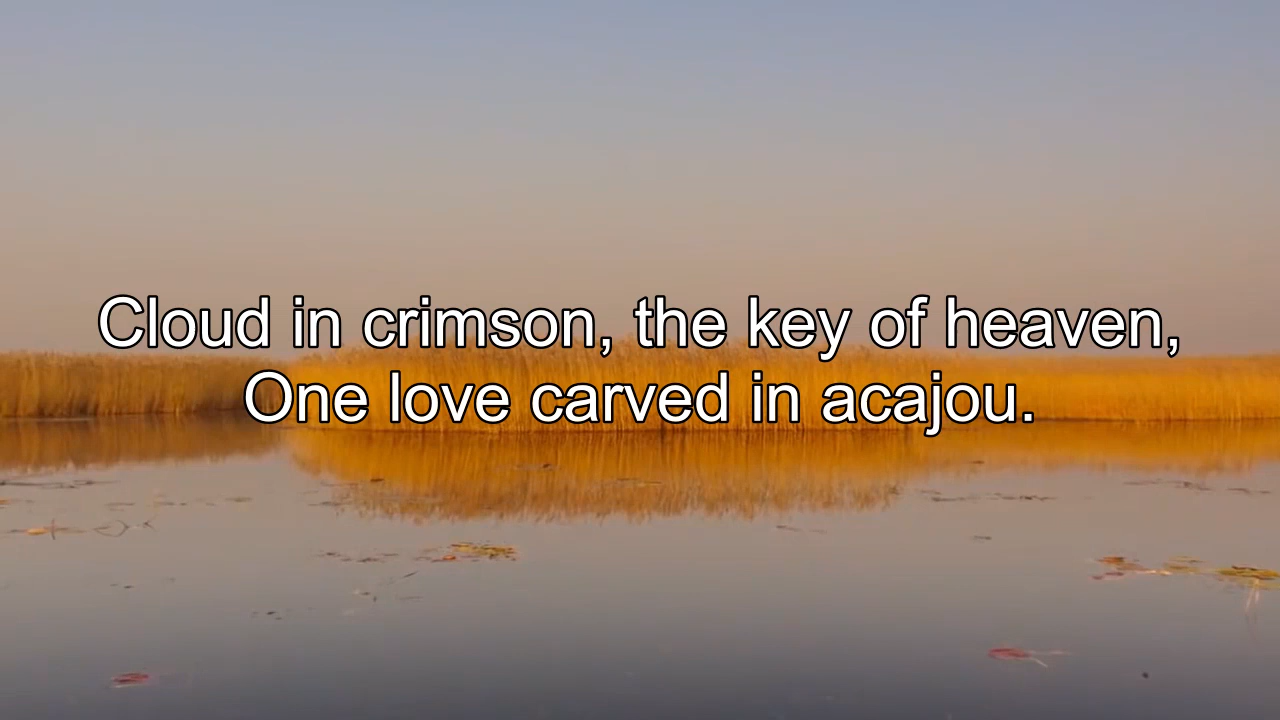 Cloud in crimson, the key of heaven,
One love carved in acajou.